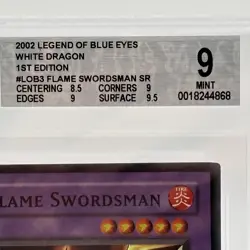 2002 LEGEND OF BLUE EYES
WHITE DRAGON
1ST EDITION
#LOB3 FLAME SWORDSMAN SR
CENTERING 8.5 CORNERS 9
EDGES 9 SURFACE 9.5
9
MINT
0018244868
FLAME SWORDSMAN
炎